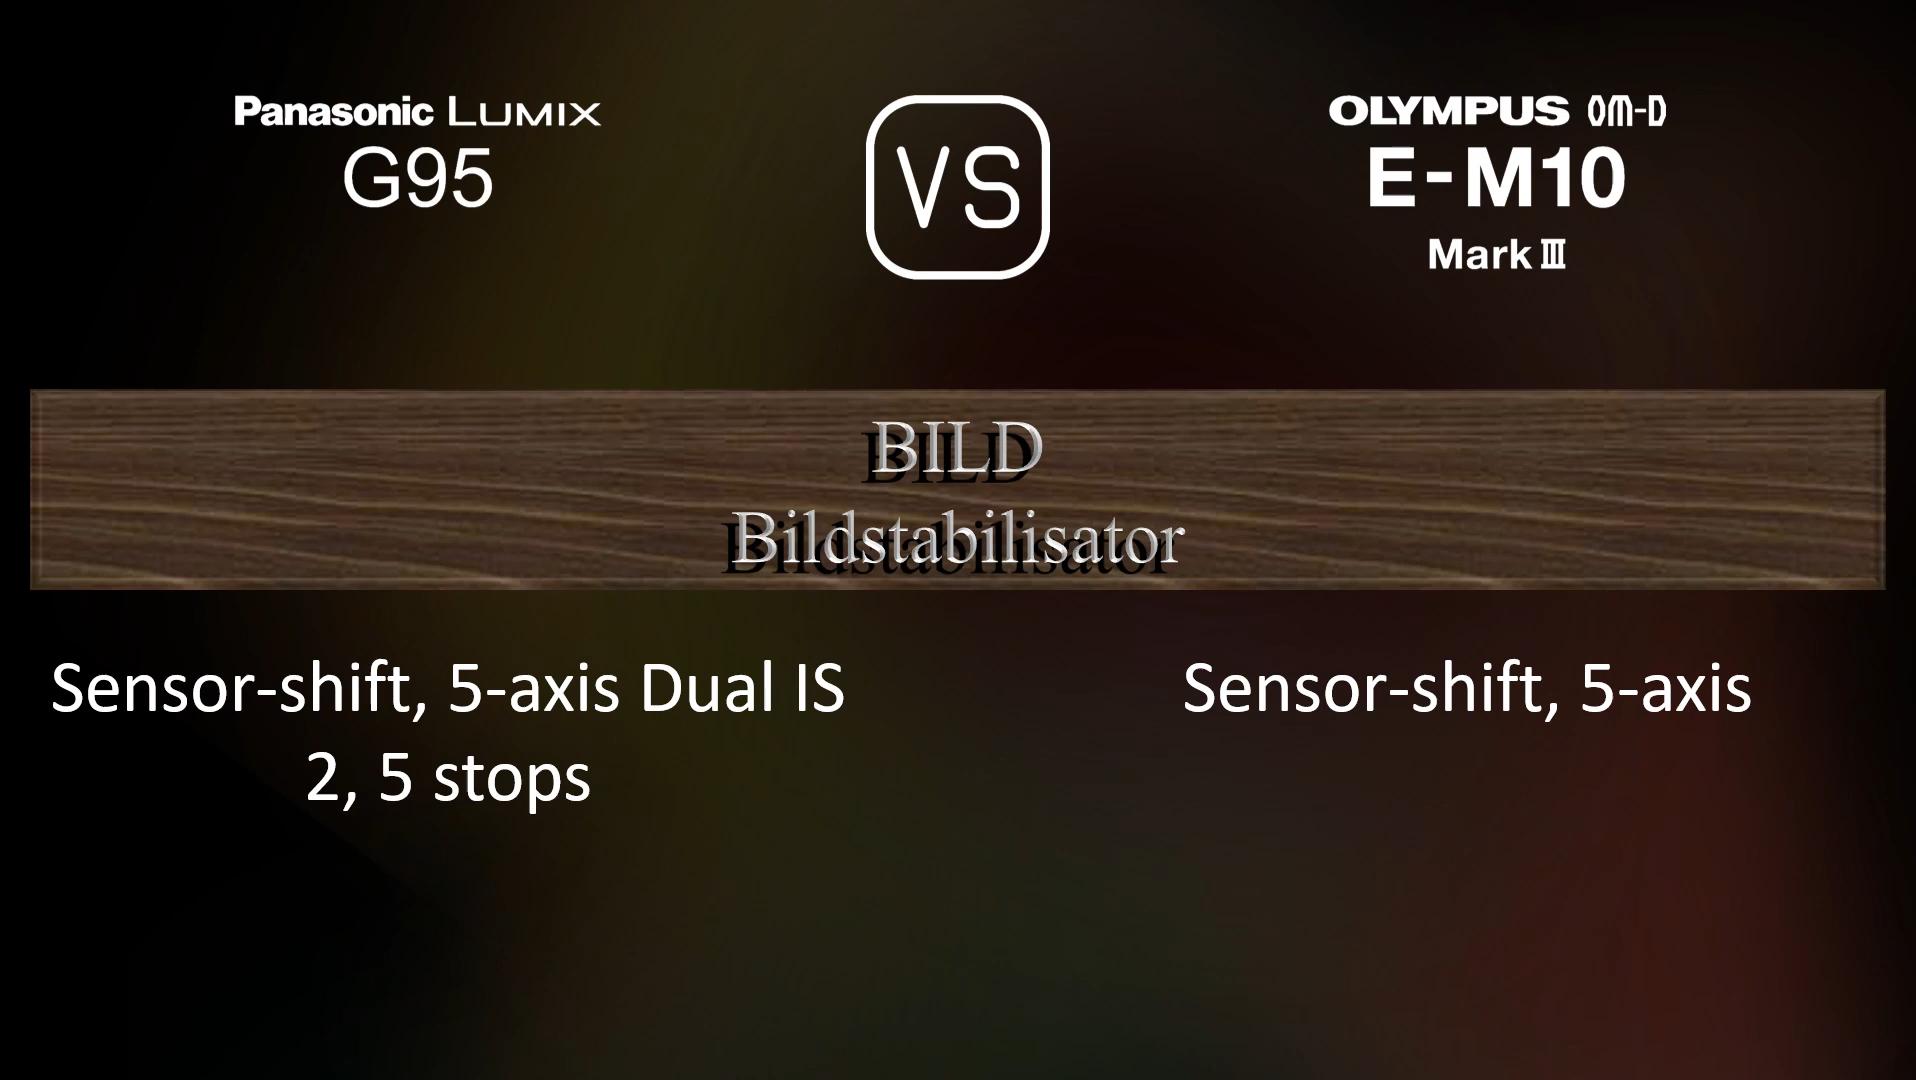 Panasonic LUMIX
G95
VS
OLYMPUS OM-D
E-M10
Mark III
BILD
Bildstabilisator
Sensor-shift, 5-axis Dual IS
2, 5 stops
Sensor-shift, 5-axis